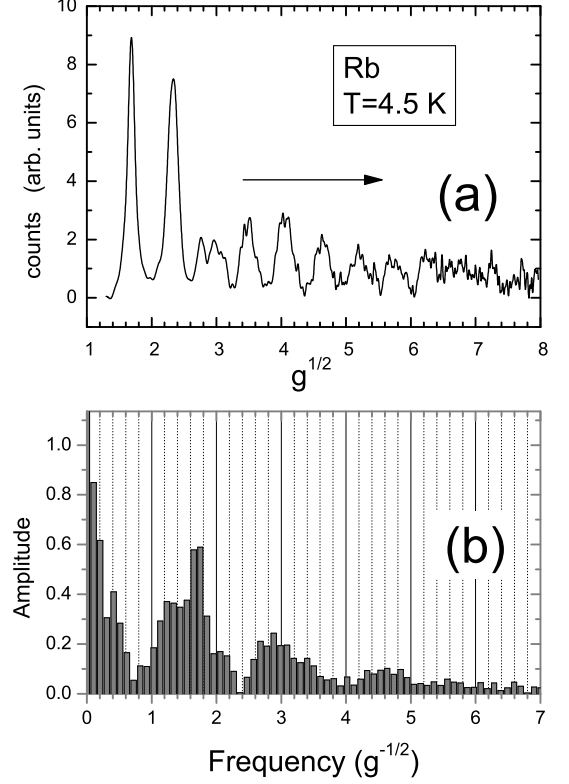 10
8
6
4
2
0
counts (arb. units)
Rb
T=4.5 K
(a)
1 2 3 4 5 6 7 8
g^{1/2}
1.0
0.8
0.6
0.4
0.2
0.0
Amplitude
(b)
0 1 2 3 4 5 6 7
Frequency (g^{-1/2})